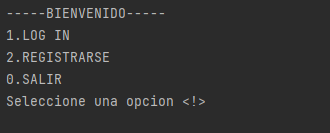 -----BIENVENIDO-----
1.LOG IN
2.REGISTRARSE
0.SALIR
Seleccione una opcion <!>